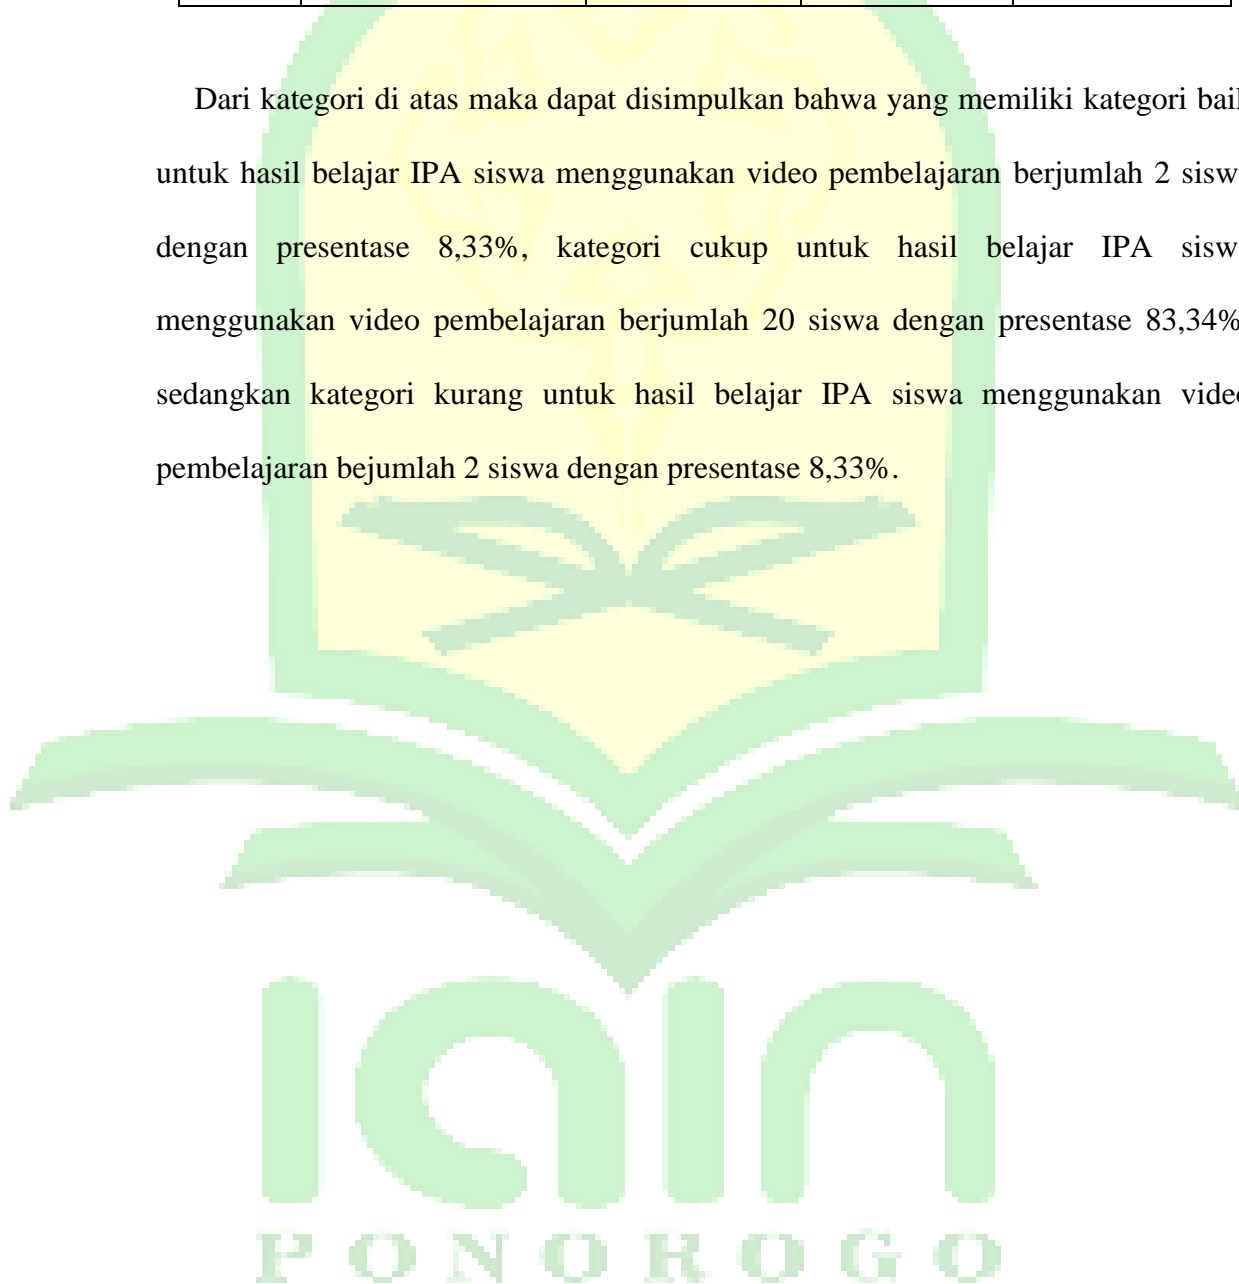 Dari kategori di atas maka dapat disimpulkan bahwa yang memiliki kategori baik
untuk hasil belajar IPA siswa menggunakan video pembelajaran berjumlah 2 sisw
dengan presentase 8,33%, kategori cukup untuk hasil belajar IPA sisw
menggunakan video pembelajaran berjumlah 20 siswa dengan presentase 83,34%
sedangkan kategori kurang untuk hasil belajar IPA siswa menggunakan video
pembelajaran bejumlah 2 siswa dengan presentase 8,33%.
iain
PONOROGO